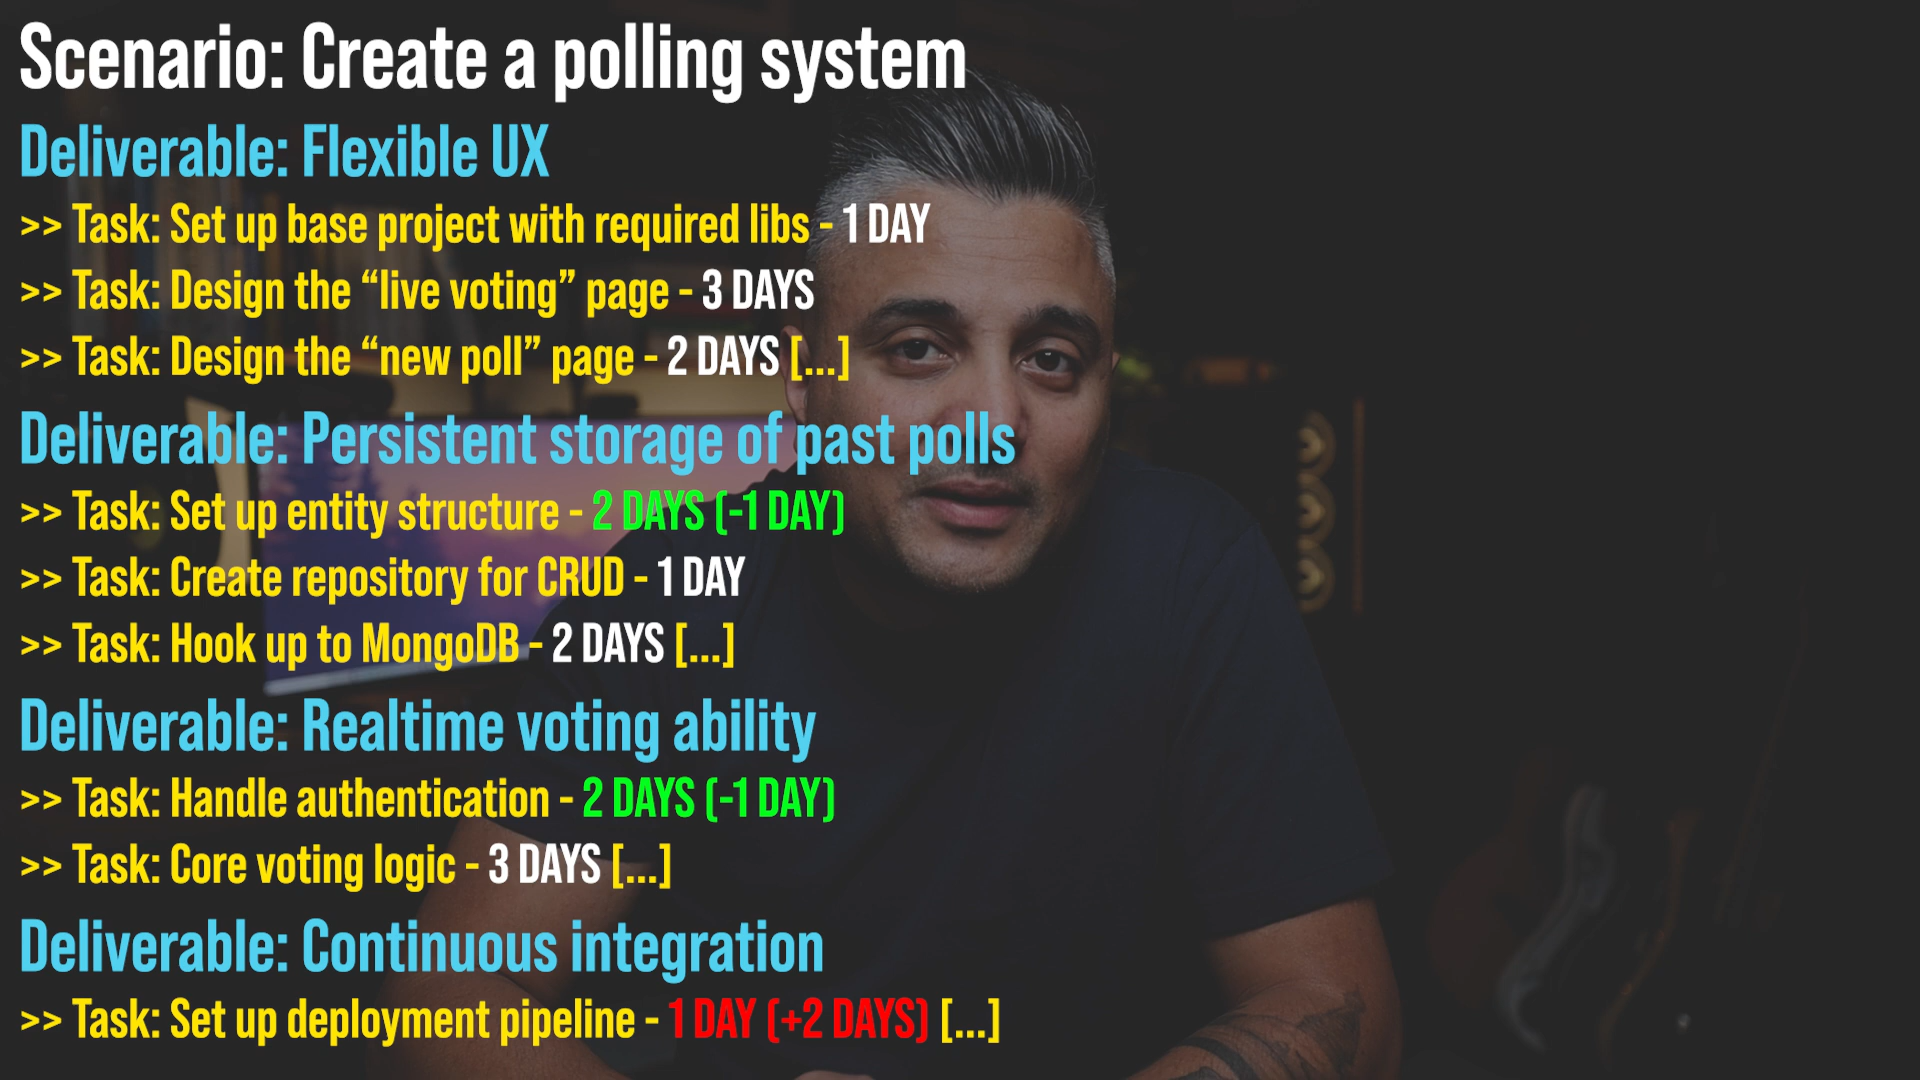 Scenario: Create a polling system
Deliverable: Flexible UX
>> Task: Set up base project with required libs - 1 DAY
>> Task: Design the “live voting” page - 3 DAYS
>> Task: Design the “new poll” page - 2 DAYS [...]
Deliverable: Persistent storage of past polls
>> Task: Set up entity structure - 2 DAYS (-1 DAY)
>> Task: Create repository for CRUD - 1 DAY
>> Task: Hook up to MongoDB - 2 DAYS [...]
Deliverable: Realtime voting ability
>> Task: Handle authentication - 2 DAYS (-1 DAY)
>> Task: Core voting logic - 3 DAYS [...]
Deliverable: Continuous integration
>> Task: Set up deployment pipeline - 1 DAY (+2 DAYS) [...]